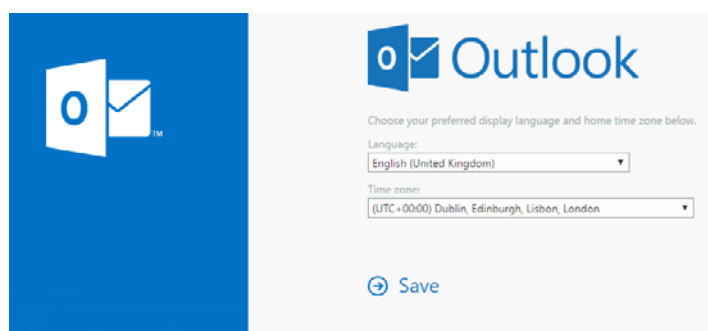 Outlook
TM
Choose your preferred display language and home time zone below.
Language:
English (United Kingdom)
Time zone:
(UTC+00:00) Dublin, Edinburgh, Lisbon, London
Save